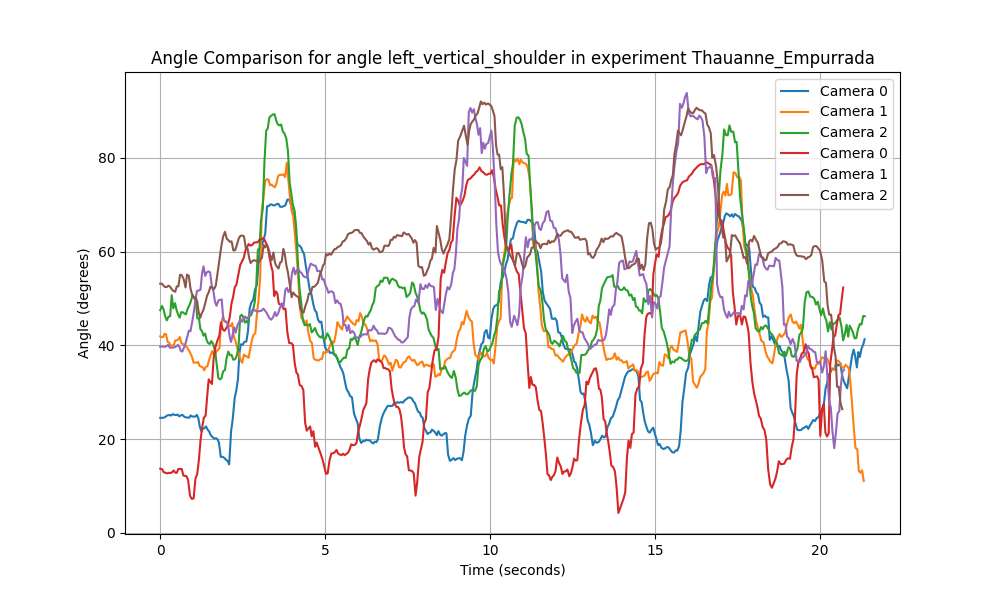 Angle Comparison for angle left_vertical_shoulder in experiment Thauanne_Empurrada
Camera 0
Camera 1
Camera 2
Camera 0
Camera 1
Camera 2
Angle (degrees)
80
60
40
20
0
0 5 10 15 20
Time (seconds)